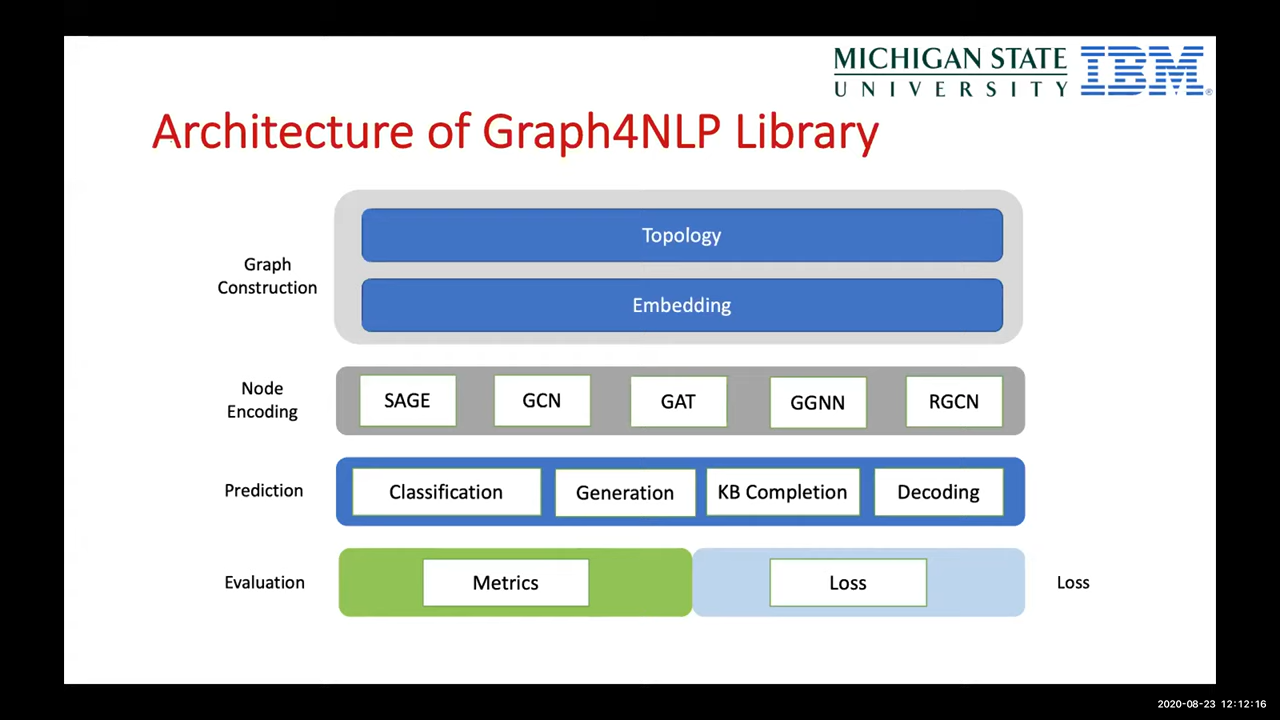 MICHIGAN STATE
UNIVERSITY
IBM®
Architecture of Graph4NLP Library
Graph
Construction
Topology
Embedding
Node
Encoding
SAGE
GCN
GAT
GGNN
RGCN
Prediction
Classification
Generation
KB Completion
Decoding
Evaluation
Metrics
Loss
Loss
2020-08-23 12:12:16